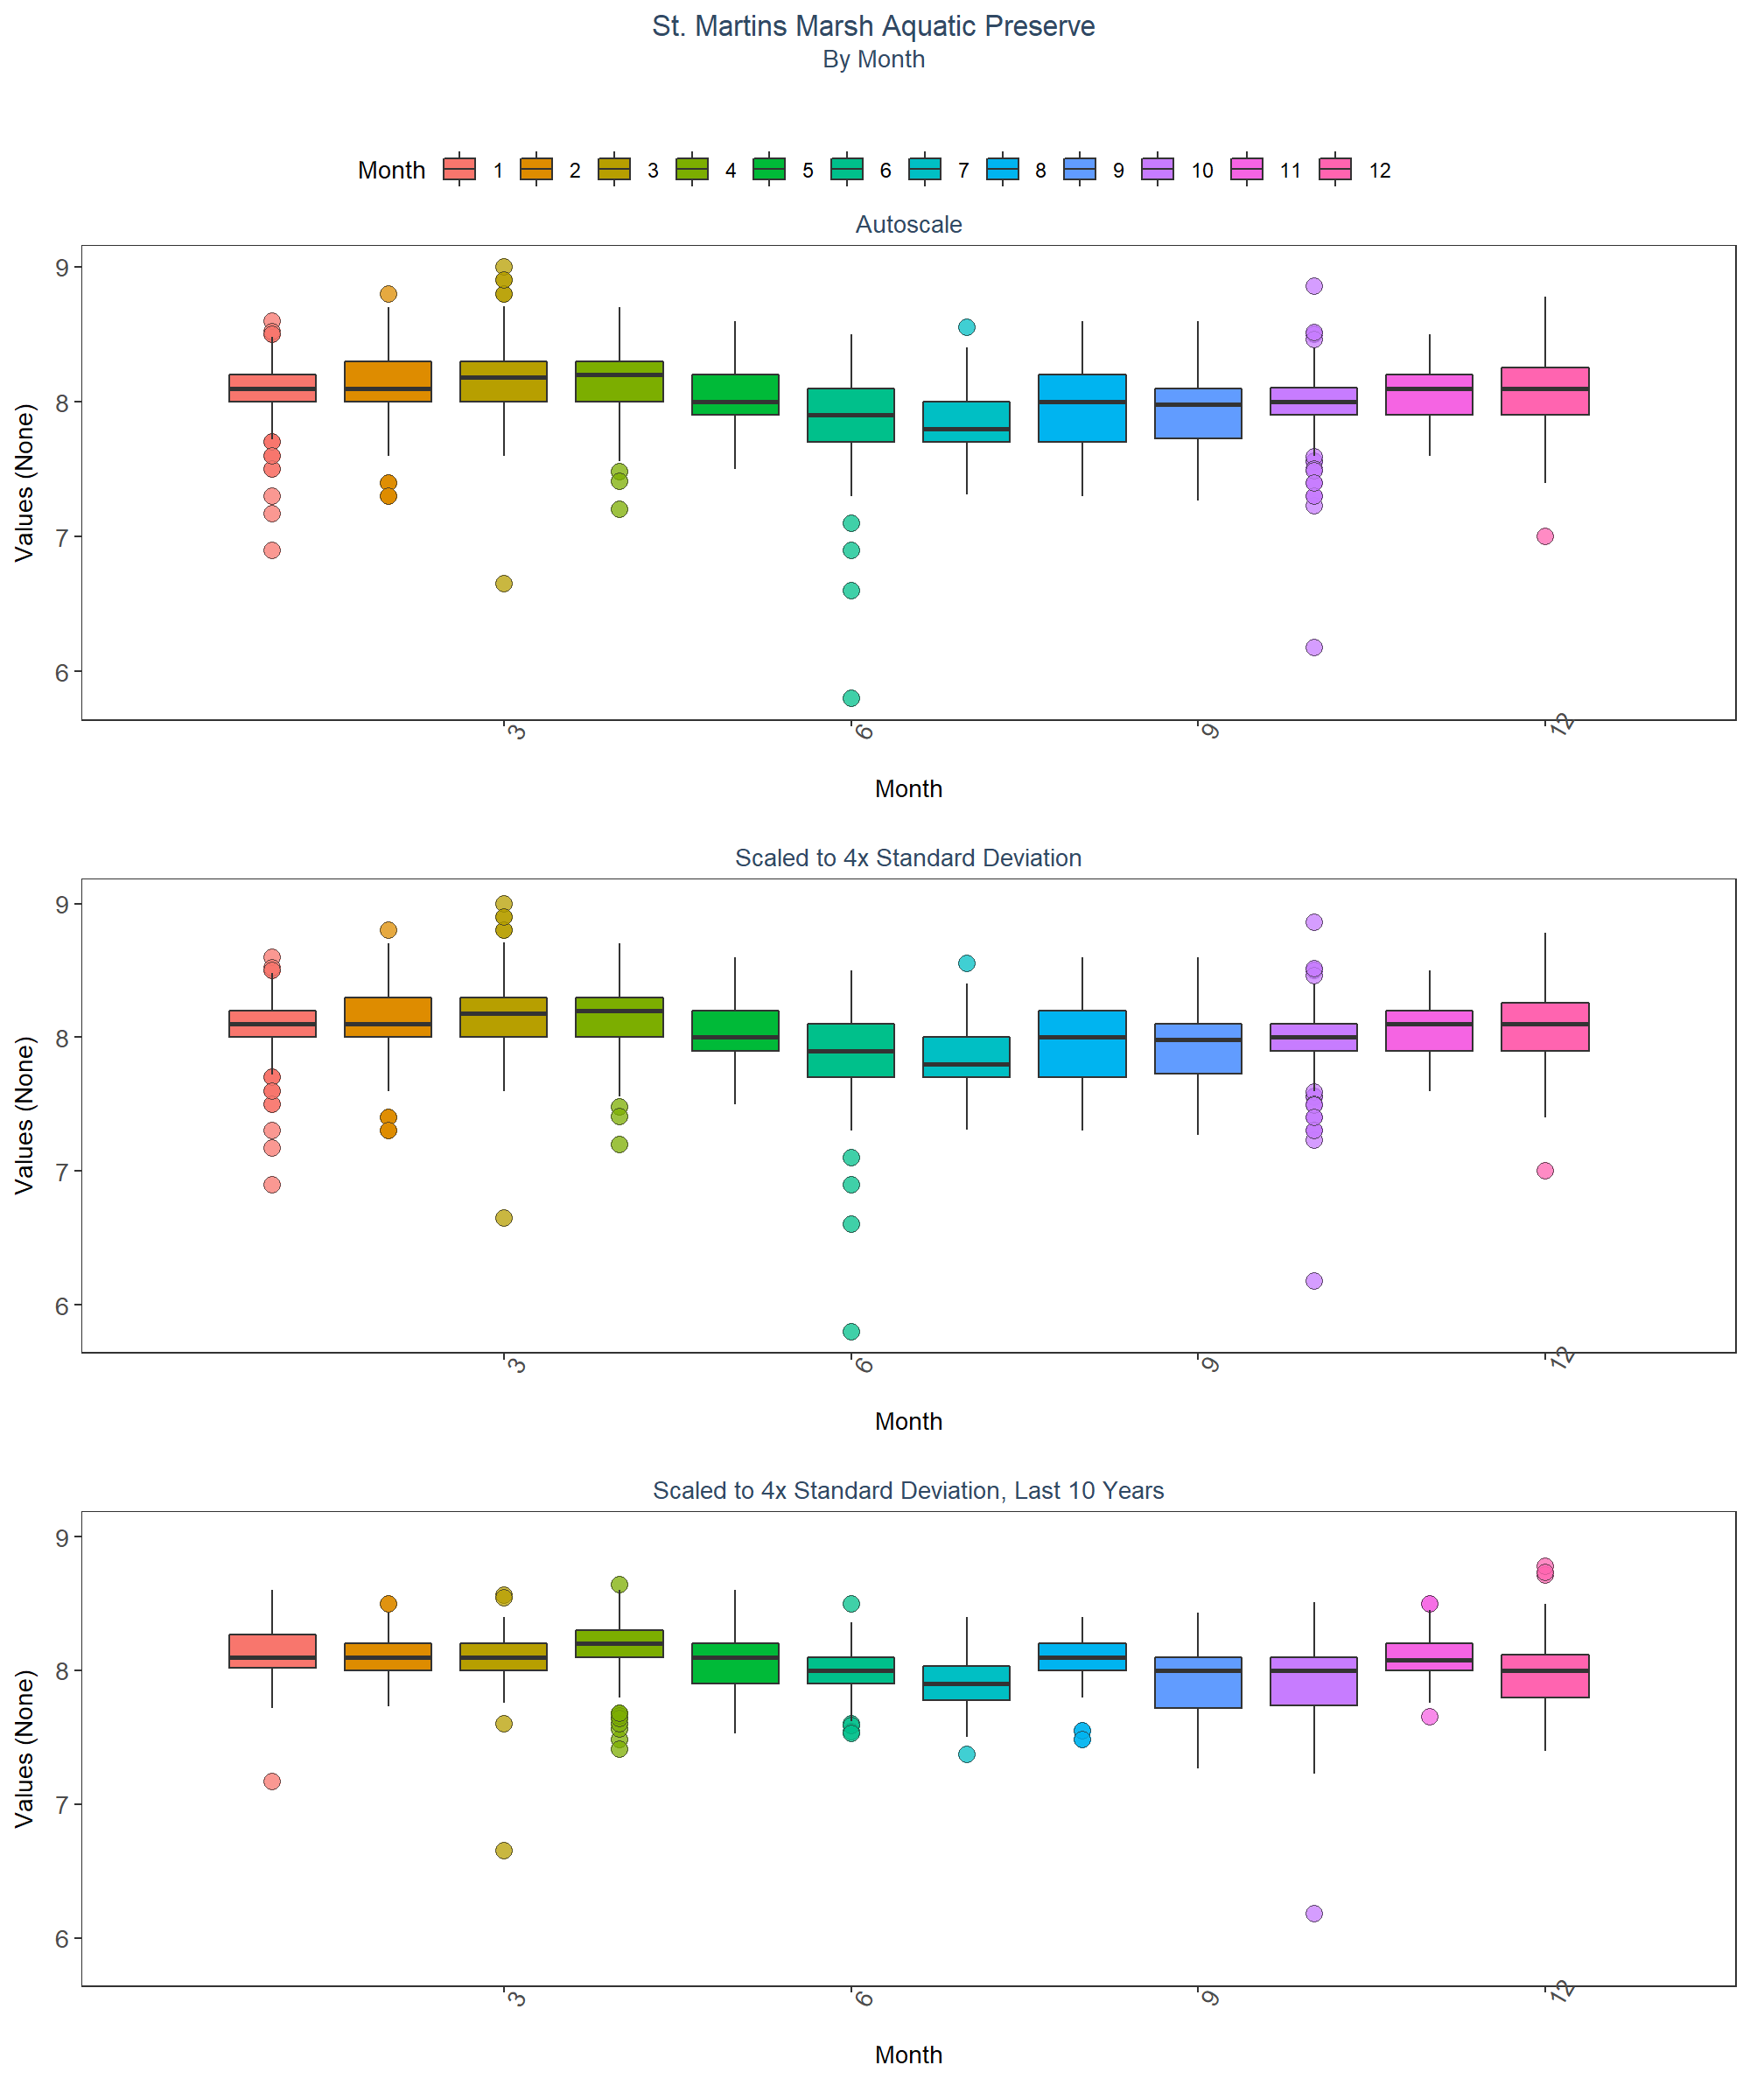 St. Martins Marsh Aquatic Preserve
By Month
Month 1 2 3 4 5 6 7 8 9 10 11 12
Autoscale
Values (None)
9
8
7
6
3 6 9 12
Month
Scaled to 4x Standard Deviation
Values (None)
9
8
7
6
3 6 9 12
Month
Scaled to 4x Standard Deviation, Last 10 Years
Values (None)
9
8
7
6
3 6 9 12
Month